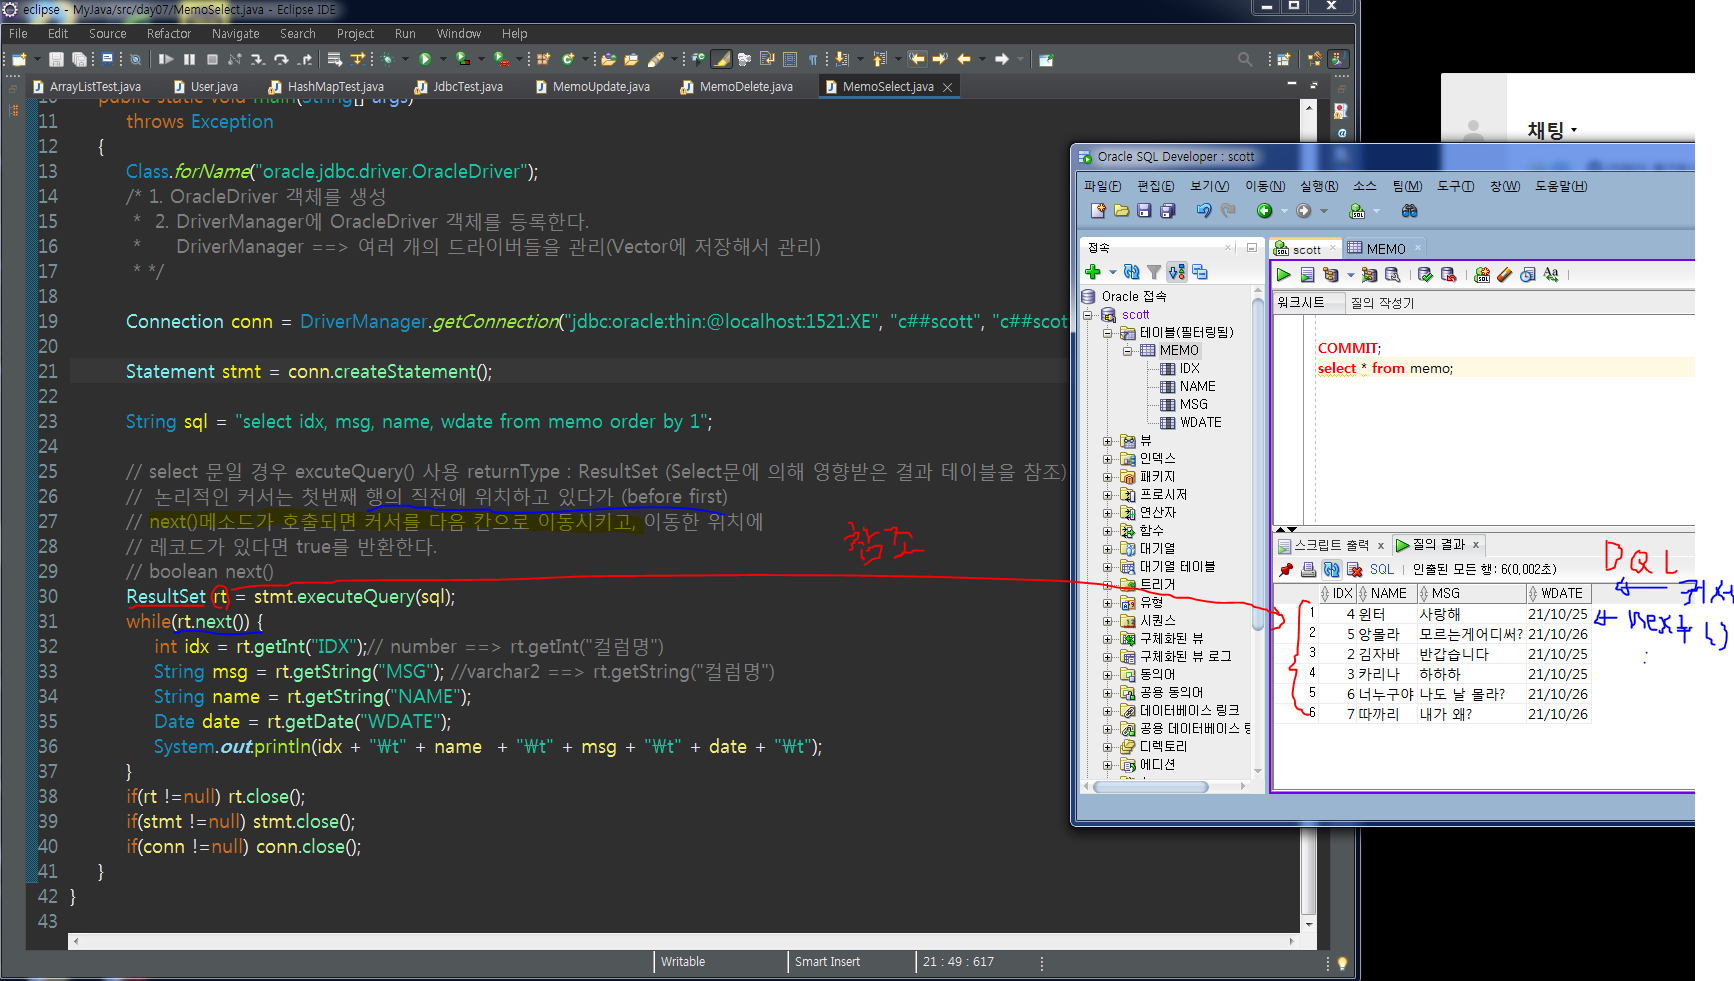 eclipse - MyJava/src/day07/MemoSelect.java - Eclipse IDE
File Edit Source Refactor Navigate Search Project Run Window Help
ArrayListTest.java User.java HashMapTest.java JdbcTest.java MemoUpdate.java MemoDelete.java MemoSelect.java
10 public static void main(String[] args)
11 throws Exception
12 {
13 Class.forName("oracle.jdbc.driver.OracleDriver");
14 /* 1. OracleDriver 객체를 생성
15 * 2. DriverManager에 OracleDriver 객체를 등록한다.
16 * DriverManager ==> 여러 개의 드라이버들을 관리(Vector에 저장해서 관리)
17 * */
18
19 Connection conn = DriverManager.getConnection("jdbc:oracle:thin:@localhost:1521:XE", "c##scott", "c##scot
20
21 Statement stmt = conn.createStatement();
22
23 String sql = "select idx, msg, name, wdate from memo order by 1";
24
25 // select 문일 경우 excuteQuery() 사용 returnType : ResultSet (Select문에 의해 영향받은 결과 테이블을 참조)
26 // 논리적인 커서는 첫번째 행의 직전에 위치하고 있다가 (before first)
27 // next()메소드가 호출되면 커서를 다음 칸으로 이동시키고, 이동한 위치에
28 // 레코드가 있다면 true를 반환한다.
29 // boolean next()
30 ResultSet rt = stmt.executeQuery(sql);
31 while(rt.next()) {
32 int idx = rt.getInt("IDX");// number ==> rt.getInt("컬럼명")
33 String msg = rt.getString("MSG"); //varchar2 ==> rt.getString("컬럼명")
34 String name = rt.getString("NAME");
35 Date date = rt.getDate("WDATE");
36 System.out.println(idx + "₩t" + name + "₩t" + msg + "₩t" + date + "₩t");
37 }
38 if(rt !=null) rt.close();
39 if(stmt !=null) stmt.close();
40 if(conn !=null) conn.close();
41 }
42 }
43
참조
Writable Smart Insert 21 : 49 : 617
채팅
Oracle SQL Developer : scott
파일(F) 편집(E) 보기(V) 이동(N) 실행(R) 소스 팀(M) 도구(T) 창(W) 도움말(H)
접속
Oracle 접속
scott
테이블(필터링됨)
MEMO
IDX
NAME
MSG
WDATE
뷰
인덱스
패키지
프로시저
연산자
함수
대기열
대기열 테이블
트리거
유형
시퀀스
구체화된 뷰
구체화된 뷰 로그
동의어
공용 동의어
데이터베이스 링크
공용 데이터베이스 링
디렉토리
에디션
scott MEMO
워크시트 질의 작성기
COMMIT;
select * from memo;
스크립트 출력 질의 결과
DQL
SQL 인출된 모든 행: 6(0,002초)
IDX NAME MSG WDATE
1 4 윈터 사랑해 21/10/25
2 5 앙몰라 모르는게어디써? 21/10/26
3 2 김자바 반갑습니다 21/10/25
4 3 카리나 하하하 21/10/25
5 6 너누구야 나도 날 몰라? 21/10/26
6 7 따까리 내가 왜? 21/10/26
커서
next()